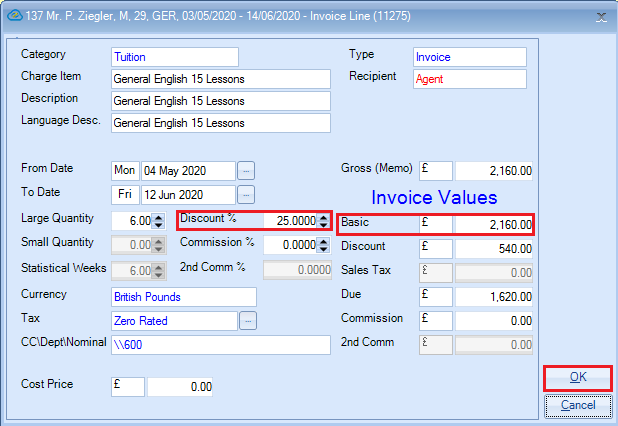 137 Mr. P. Ziegler, M, 29, GER, 03/05/2020 - 14/06/2020 - Invoice Line (11275)
Category Tuition Type Invoice
Charge Item General English 15 Lessons Recipient Agent
Description General English 15 Lessons
Language Desc. General English 15 Lessons
From Date Mon 04 May 2020 ... Gross (Memo) £ 2,160.00
To Date Fri 12 Jun 2020 ... Invoice Values
Large Quantity 6.00 Discount % 25.0000 Basic £ 2,160.00
Small Quantity 0.00 Commission % 0.0000 Discount £ 540.00
Statistical Weeks 6.00 2nd Comm % 0.0000 Sales Tax £ 0.00
Currency British Pounds Due £ 1,620.00
Tax Zero Rated ... Commission £ 0.00
CC\Dept\Nominal \\600 2nd Comm £ 0.00
Cost Price £ 0.00
OK
Cancel